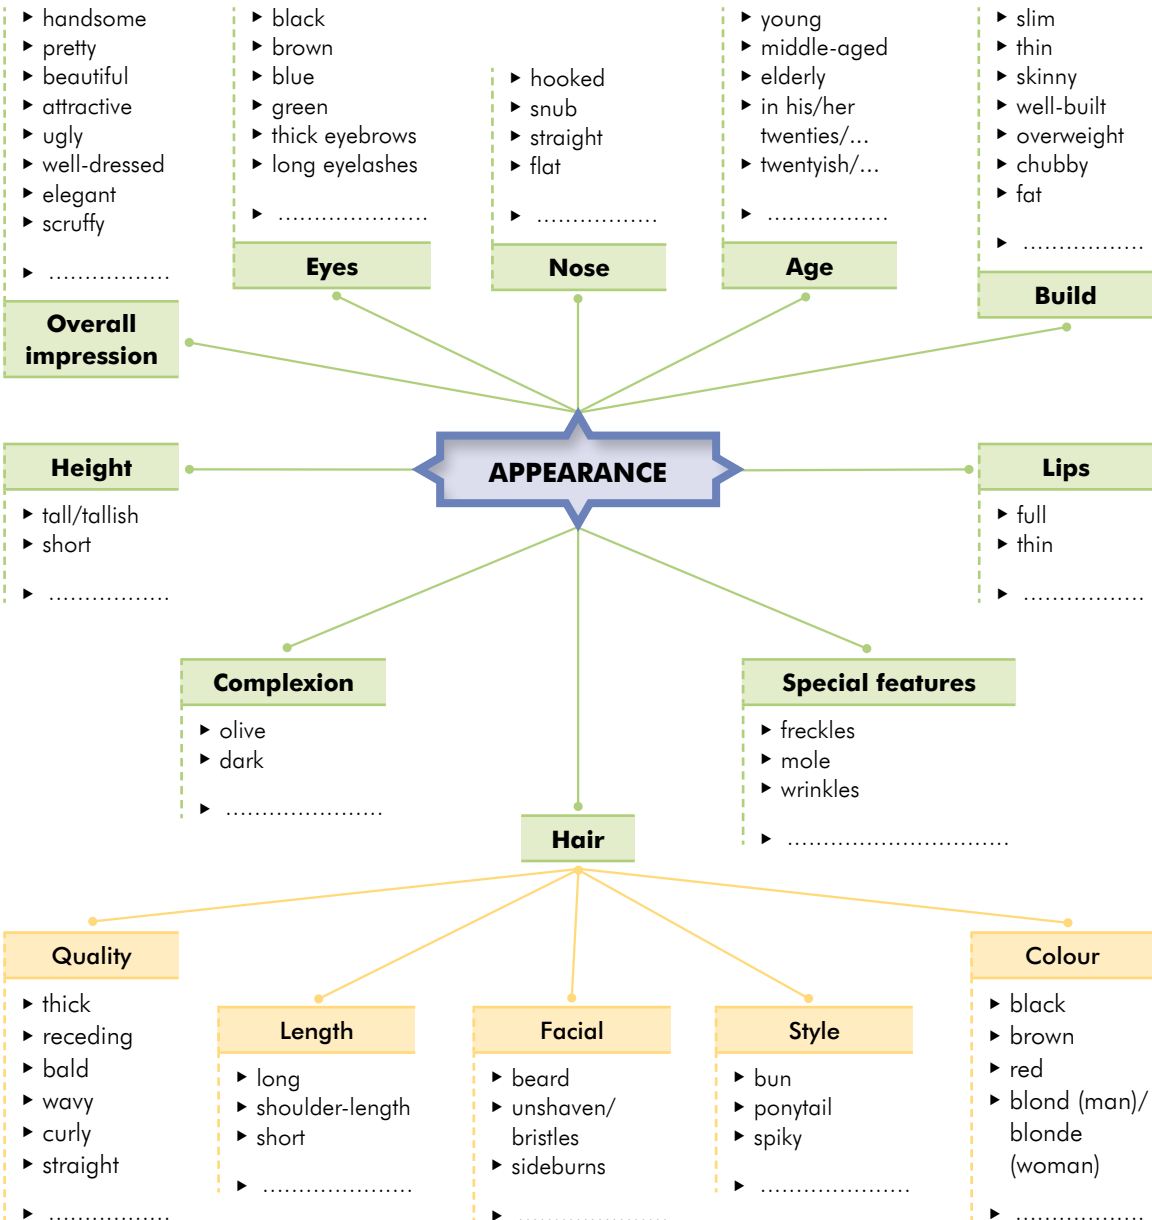 ► handsome
► pretty
► beautiful
► attractive
► ugly
► well-dressed
► elegant
► scruffy
► .................
Overall
impression
► black
► brown
► blue
► green
► thick eyebrows
► long eyelashes
► .....................
Eyes
► hooked
► snub
► straight
► flat
► .................
Nose
► young
► middle-aged
► elderly
► in his/her
twenties/...
► twentyish/...
► .................
Age
► slim
► thin
► skinny
► well-built
► overweight
► chubby
► fat
► .................
Build
APPEARANCE
Height
► tall/tallish
► short
► .................
Lips
► full
► thin
► .................
Complexion
► olive
► dark
► ......................
Special features
► freckles
► mole
► wrinkles
► ...............................
Hair
Quality
► thick
► receding
► bald
► wavy
► curly
► straight
► .................
Length
► long
► shoulder-length
► short
► .....................
Facial
► beard
► unshaven/
bristles
► sideburns
► .....................
Style
► bun
► ponytail
► spiky
► .....................
Colour
► black
► brown
► red
► blond (man)/
blonde
(woman)
► ..................